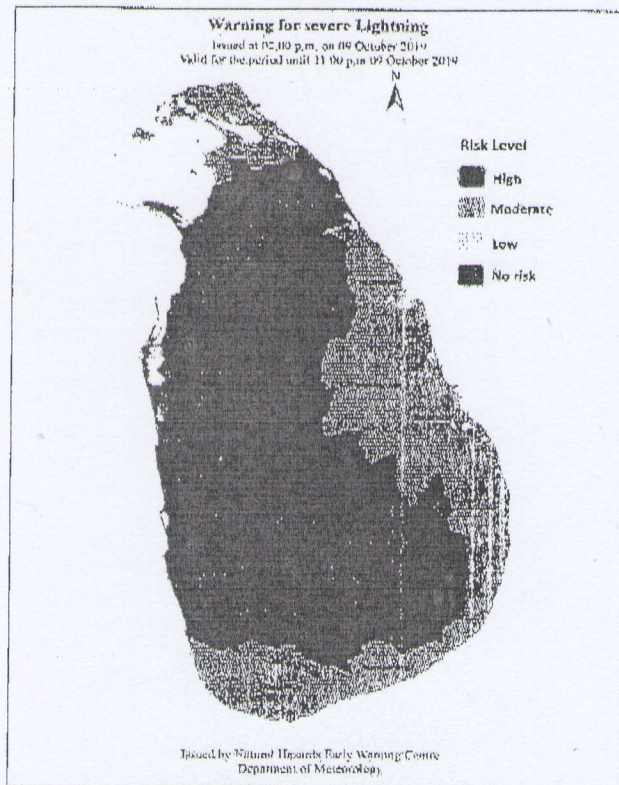 Warning for severe Lightning
Issued at 02.00 p.m. on 09 October 2019
Valid for the period until 11 00 p.m 09 October 2019
N
Risk Level
High
Moderate
Low
No risk
Issued by Natural Hazards Early Warning Centre
Department of Meteorology